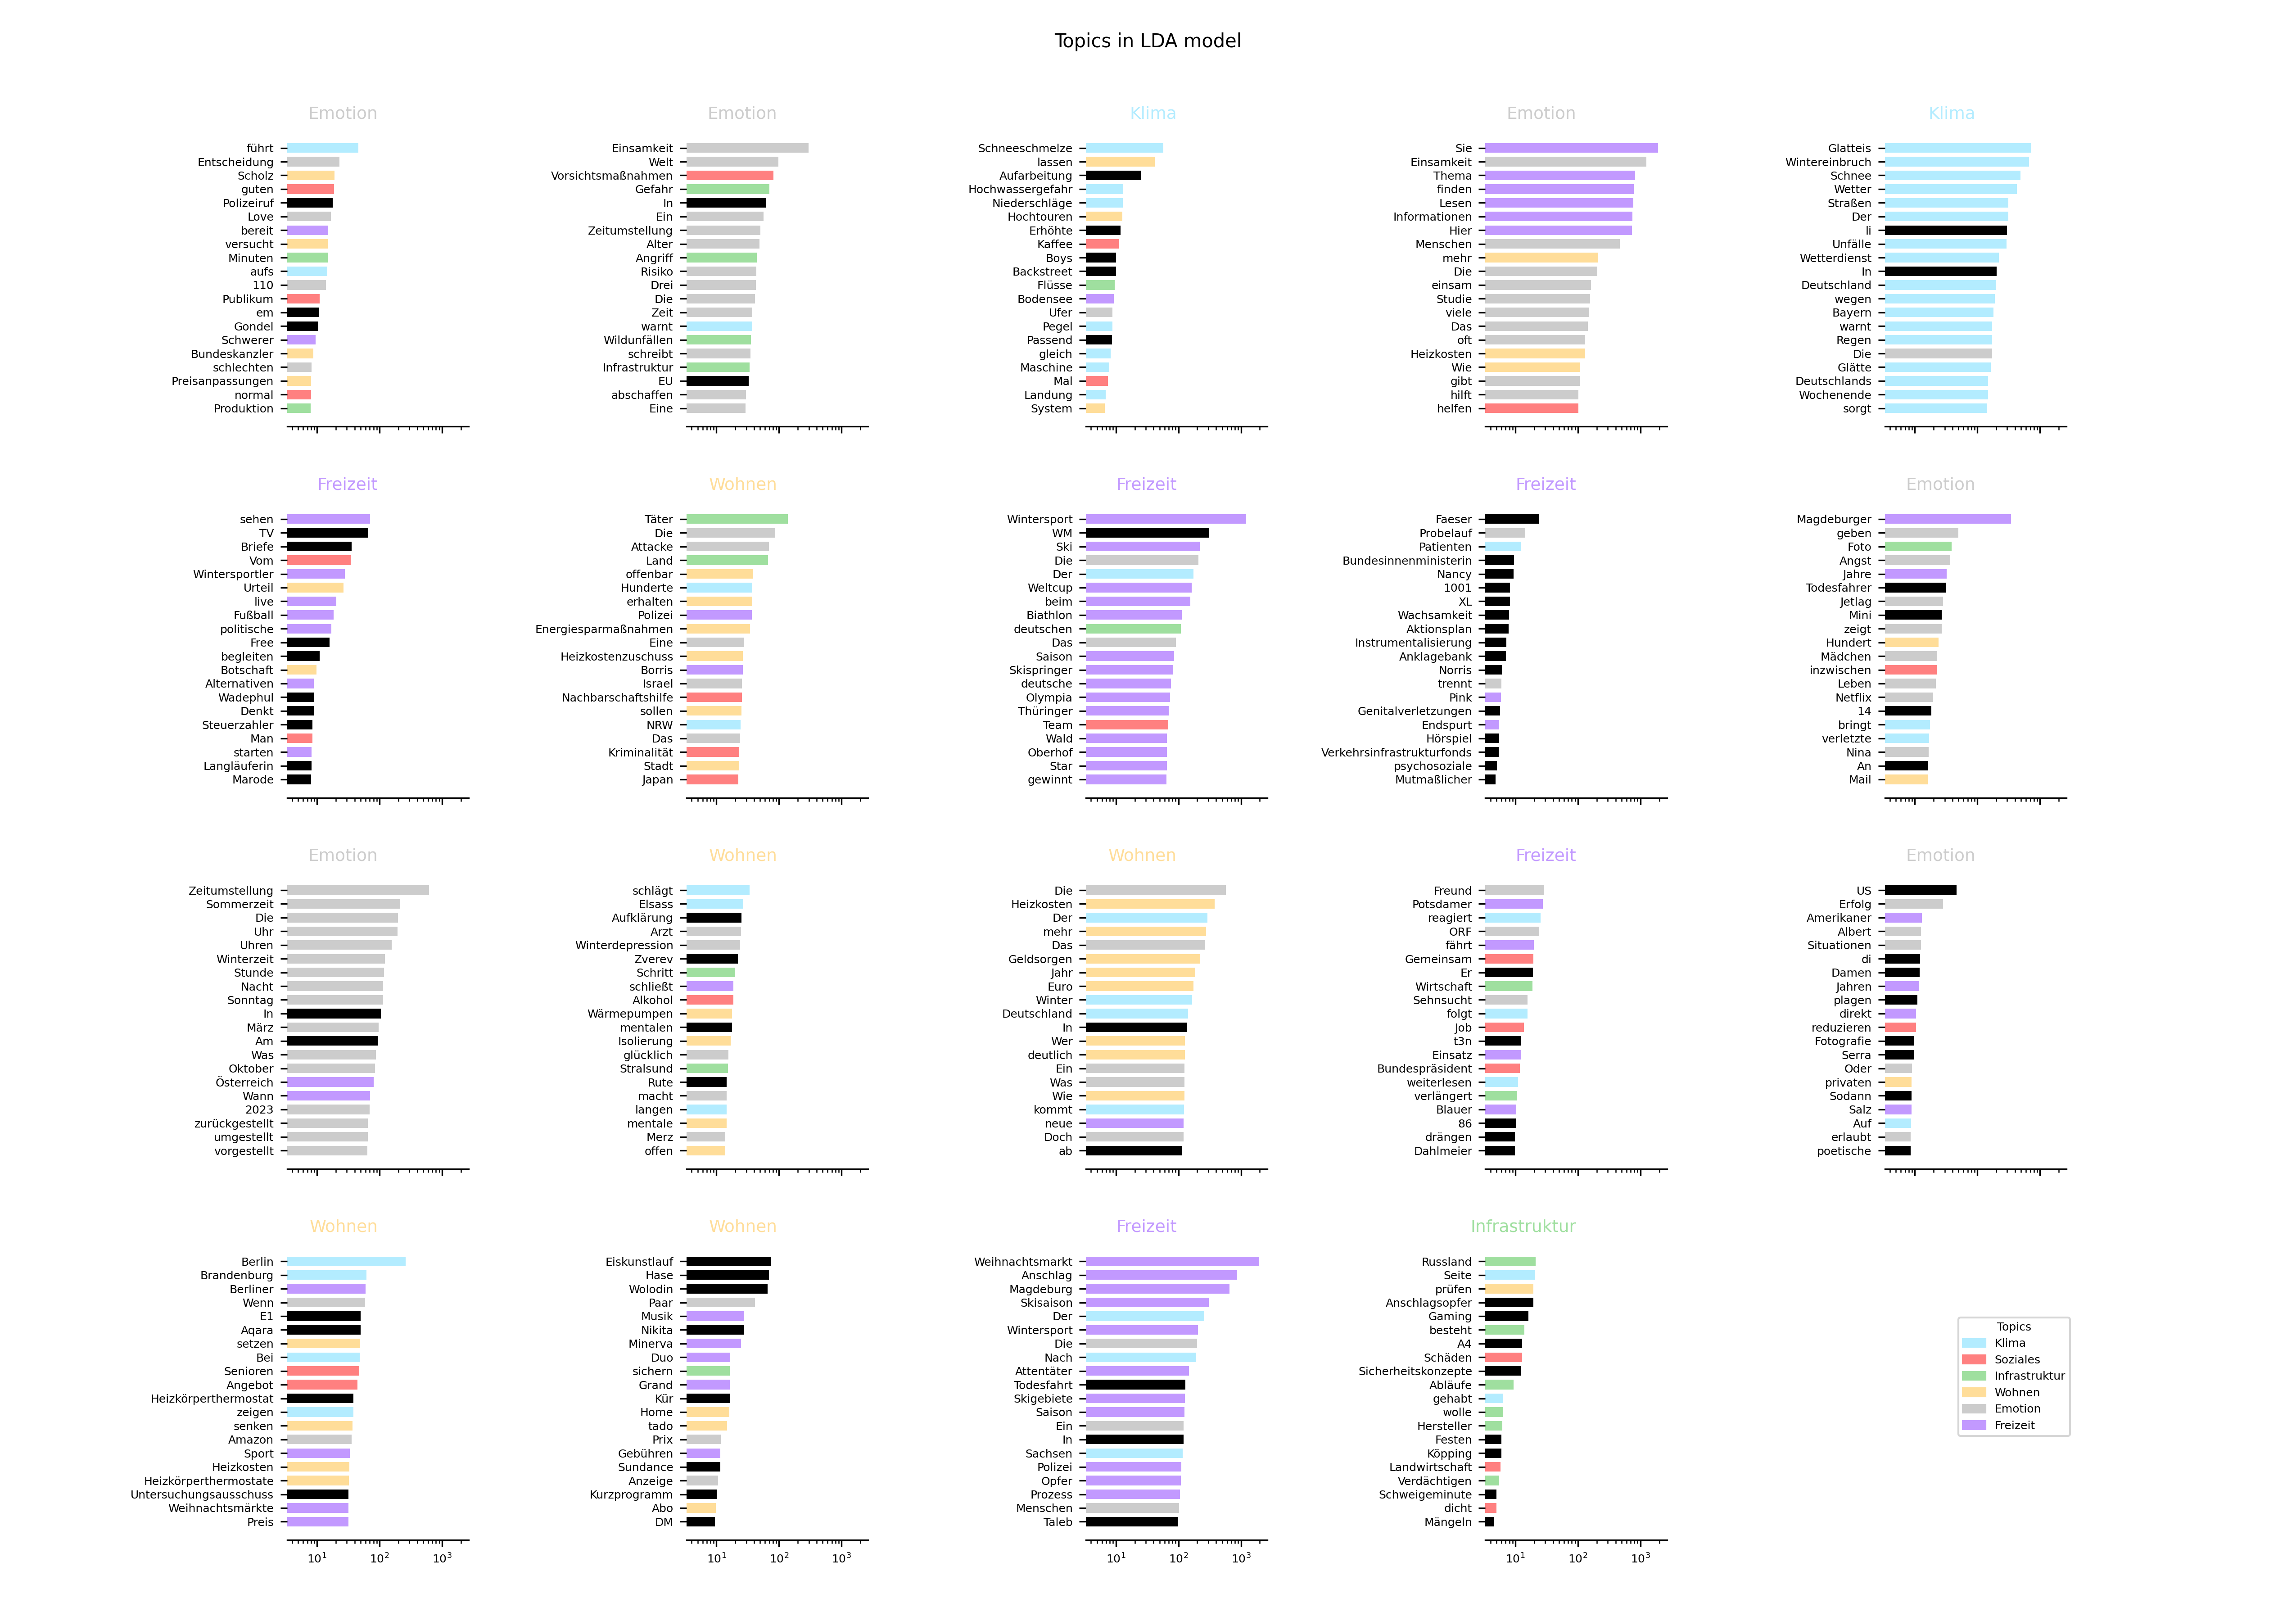 Topics in LDA model
Emotion
führt
Entscheidung
Scholz
guten
Polizeiruf
Love
bereit
versucht
Minuten
aufs
110
Publikum
em
Gondel
Schwerer
Bundeskanzler
schlechten
Preisanpassungen
normal
Produktion
Emotion
Einsamkeit
Welt
Vorsichtsmaßnahmen
Gefahr
In
Ein
Zeitumstellung
Alter
Angriff
Risiko
Drei
Die
Zeit
warnt
Wildunfällen
schreibt
Infrastruktur
EU
abschaffen
Eine
Klima
Schneeschmelze
lassen
Aufarbeitung
Hochwassergefahr
Niederschläge
Hochtouren
Erhöhte
Kaffee
Boys
Backstreet
Flüsse
Bodensee
Ufer
Pegel
Passend
gleich
Maschine
Mal
Landung
System
Emotion
Sie
Einsamkeit
Thema
finden
Lesen
Informationen
Hier
Menschen
mehr
Die
einsam
Studie
viele
Das
oft
Heizkosten
Wie
gibt
hilft
helfen
Klima
Glatteis
Wintereinbruch
Schnee
Wetter
Straßen
Der
li
Unfälle
Wetterdienst
In
Deutschland
wegen
Bayern
warnt
Regen
Die
Glätte
Deutschlands
Wochenende
sorgt
Freizeit
sehen
TV
Briefe
Vom
Wintersportler
Urteil
live
Fußball
politische
Free
begleiten
Botschaft
Alternativen
Wadephul
Denkt
Steuerzahler
Man
starten
Langläuferin
Marode
Wohnen
Täter
Die
Attacke
Land
offenbar
Hunderte
erhalten
Polizei
Energiesparmaßnahmen
Eine
Heizkostenzuschuss
Borris
Israel
Nachbarschaftshilfe
sollen
NRW
Das
Kriminalität
Stadt
Japan
Freizeit
Wintersport
WM
Ski
Die
Der
Weltcup
beim
Biathlon
deutschen
Das
Saison
Skispringer
deutsche
Olympia
Thüringer
Team
Wald
Oberhof
Star
gewinnt
Freizeit
Faeser
Probelauf
Patienten
Bundesinnenministerin
Nancy
1001
XL
Wachsamkeit
Aktionsplan
Instrumentalisierung
Anklagebank
Norris
trennt
Pink
Genitalverletzungen
Endspurt
Hörspiel
Verkehrsinfrastrukturfonds
psychosoziale
Mutmaßlicher
Emotion
Magdeburger
geben
Foto
Angst
Jahre
Todesfahrer
Jetlag
Mini
zeigt
Hundert
Mädchen
inzwischen
Leben
Netflix
14
bringt
verletzte
Nina
An
Mail
Emotion
Zeitumstellung
Sommerzeit
Die
Uhr
Uhren
Winterzeit
Stunde
Nacht
Sonntag
In
März
Am
Was
Oktober
Österreich
Wann
2023
zurückgestellt
umgestellt
vorgestellt
Wohnen
schlägt
Elsass
Aufklärung
Arzt
Winterdepression
Zverev
Schritt
schließt
Alkohol
Wärmepumpen
mentalen
Isolierung
glücklich
Stralsund
Rute
macht
langen
mentale
Merz
offen
Wohnen
Die
Heizkosten
Der
mehr
Das
Geldsorgen
Jahr
Euro
Winter
Deutschland
In
Wer
deutlich
Ein
Was
Wie
kommt
neue
Doch
ab
Freizeit
Freund
Potsdamer
reagiert
ORF
fährt
Gemeinsam
Er
Wirtschaft
Sehnsucht
folgt
Job
t3n
Einsatz
Bundespräsident
weiterlesen
verlängert
Blauer
86
drängen
Dahlmeier
Emotion
US
Erfolg
Amerikaner
Albert
Situationen
di
Damen
Jahren
plagen
direkt
reduzieren
Fotografie
Serra
Oder
privaten
Sodann
Salz
Auf
erlaubt
poetische
Wohnen
Berlin
Brandenburg
Berliner
Wenn
E1
Aqara
setzen
Bei
Senioren
Angebot
Heizkörperthermostat
zeigen
senken
Amazon
Sport
Heizkosten
Heizkörperthermostate
Untersuchungsausschuss
Weihnachtsmärkte
Preis
10¹ 10² 10³
Wohnen
Eiskunstlauf
Hase
Wolodin
Paar
Musik
Nikita
Minerva
Duo
sichern
Grand
Kür
Home
tado
Prix
Gebühren
Sundance
Anzeige
Kurzprogramm
Abo
DM
10¹ 10² 10³
Freizeit
Weihnachtsmarkt
Anschlag
Magdeburg
Skisaison
Der
Wintersport
Die
Nach
Attentäter
Todesfahrt
Skigebiete
Saison
Ein
In
Sachsen
Polizei
Opfer
Prozess
Menschen
Taleb
10¹ 10² 10³
Infrastruktur
Russland
Seite
prüfen
Anschlagsopfer
Gaming
besteht
A4
Schäden
Sicherheitskonzepte
Abläufe
gehabt
wolle
Hersteller
Festen
Köpping
Landwirtschaft
Verdächtigen
Schweigeminute
dicht
Mängeln
10¹ 10² 10³
Topics
Klima
Soziales
Infrastruktur
Wohnen
Emotion
Freizeit